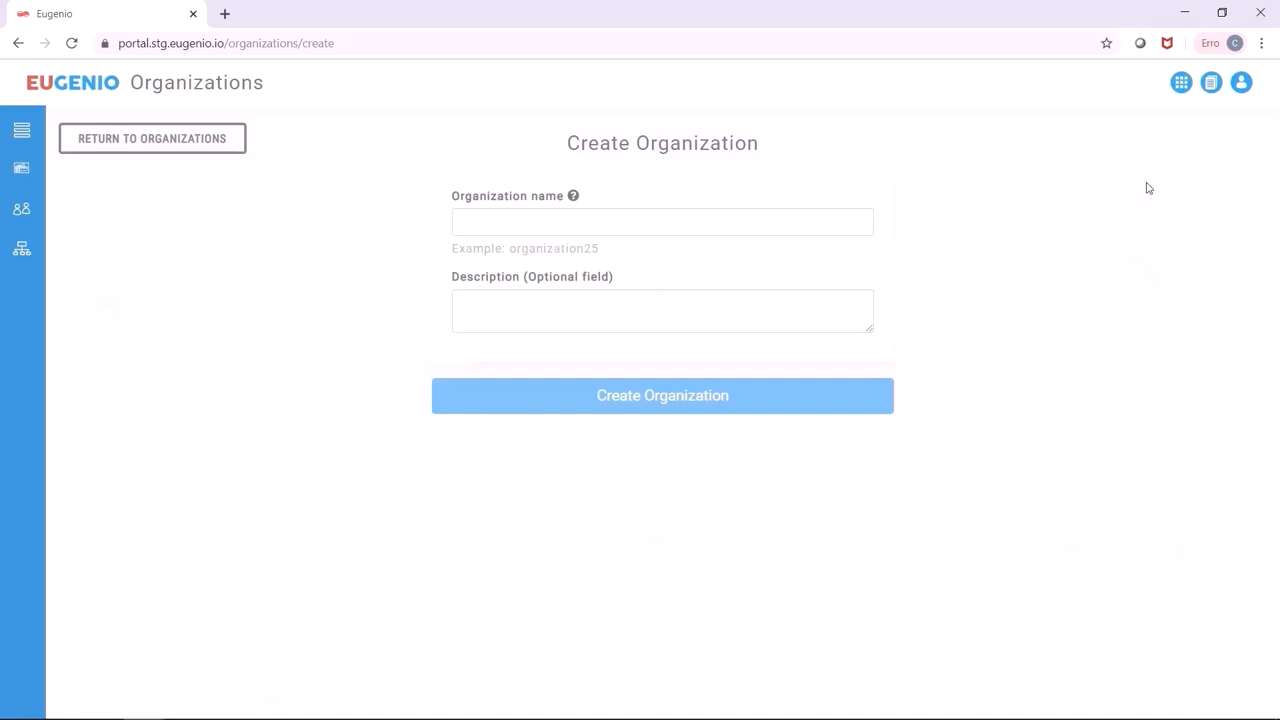 Eugenio
portal.stg.eugenio.io/organizations/create
Erro
C
EUGENIO Organizations
RETURN TO ORGANIZATIONS
Create Organization
Organization name ?
Example: organization25
Description (Optional field)
Create Organization